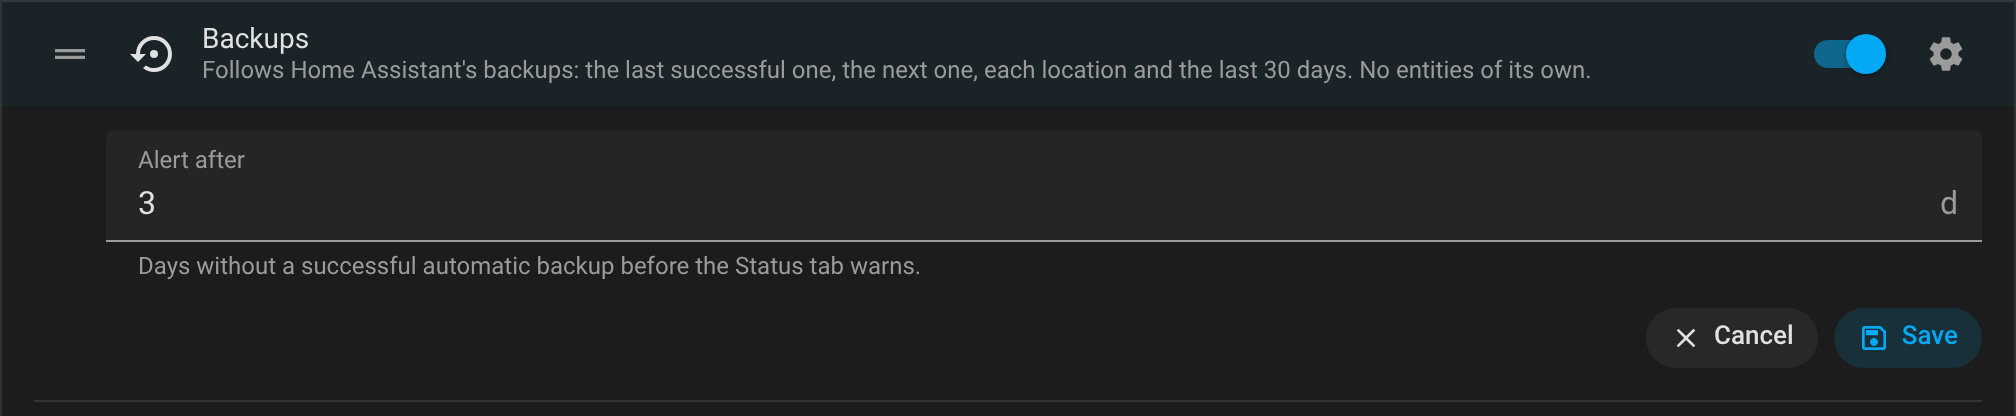 Backups
Follows Home Assistant's backups: the last successful one, the next one, each location and the last 30 days. No entities of its own.
Alert after
3 d
Days without a successful automatic backup before the Status tab warns.
Cancel Save